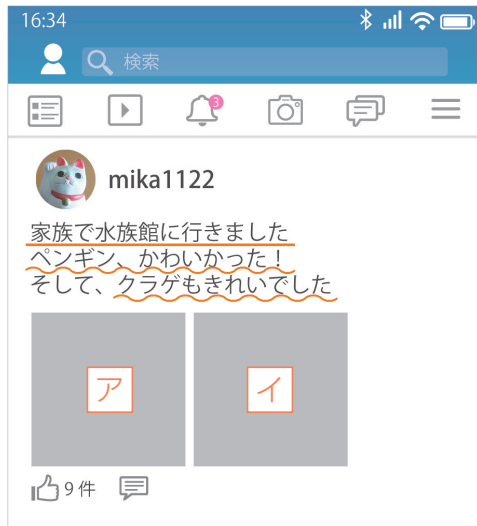 16:34
検索
3
mika1122
家族で水族館に行きました
ペンギン、かわいかった！
そして、クラゲもきれいでした
ア イ
9件